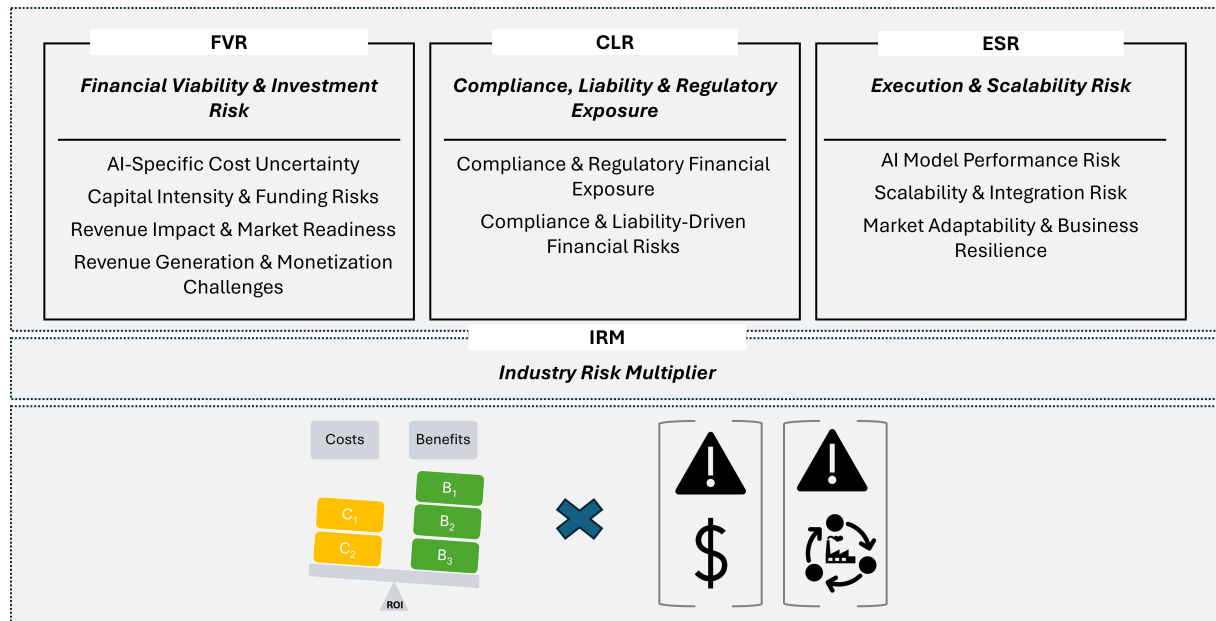 FVR
Financial Viability & Investment
Risk
AI-Specific Cost Uncertainty
Capital Intensity & Funding Risks
Revenue Impact & Market Readiness
Revenue Generation & Monetization
Challenges
CLR
Compliance, Liability & Regulatory
Exposure
Compliance & Regulatory Financial
Exposure
Compliance & Liability-Driven
Financial Risks
ESR
Execution & Scalability Risk
AI Model Performance Risk
Scalability & Integration Risk
Market Adaptability & Business
Resilience
IRM
Industry Risk Multiplier
Costs
Benefits
C1
C2
B1
B2
B3
ROI
$